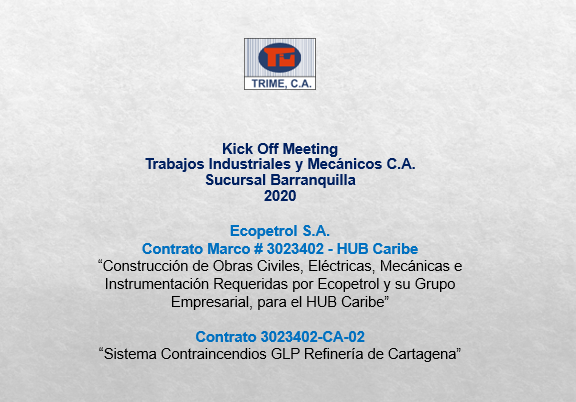 TRIME, C.A.
Kick Off Meeting
Trabajos Industriales y Mecánicos C.A.
Sucursal Barranquilla
2020
Ecopetrol S.A.
Contrato Marco # 3023402 - HUB Caribe
“Construcción de Obras Civiles, Eléctricas, Mecánicas e
Instrumentación Requeridas por Ecopetrol y su Grupo
Empresarial, para el HUB Caribe”
Contrato 3023402-CA-02
“Sistema Contraincendios GLP Refinería de Cartagena”